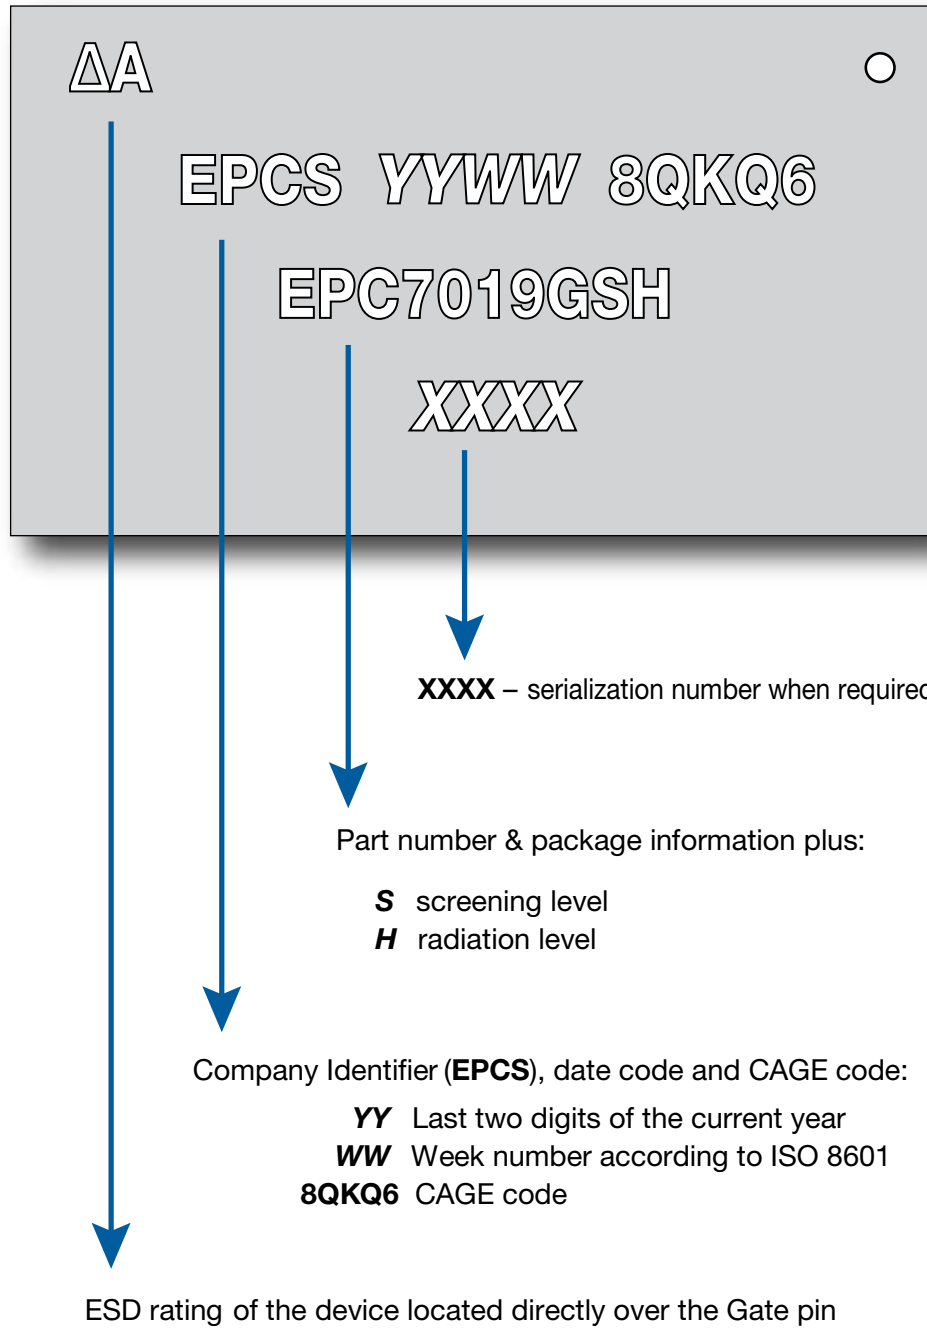 ΔA
EPCS YYWW 8QKQ6
EPC7019GSH
XXXX
XXXX – serialization number when required
Part number & package information plus:
S screening level
H radiation level
Company Identifier (EPCS), date code and CAGE code:
YY Last two digits of the current year
WW Week number according to ISO 8601
8QKQ6 CAGE code
ESD rating of the device located directly over the Gate pin